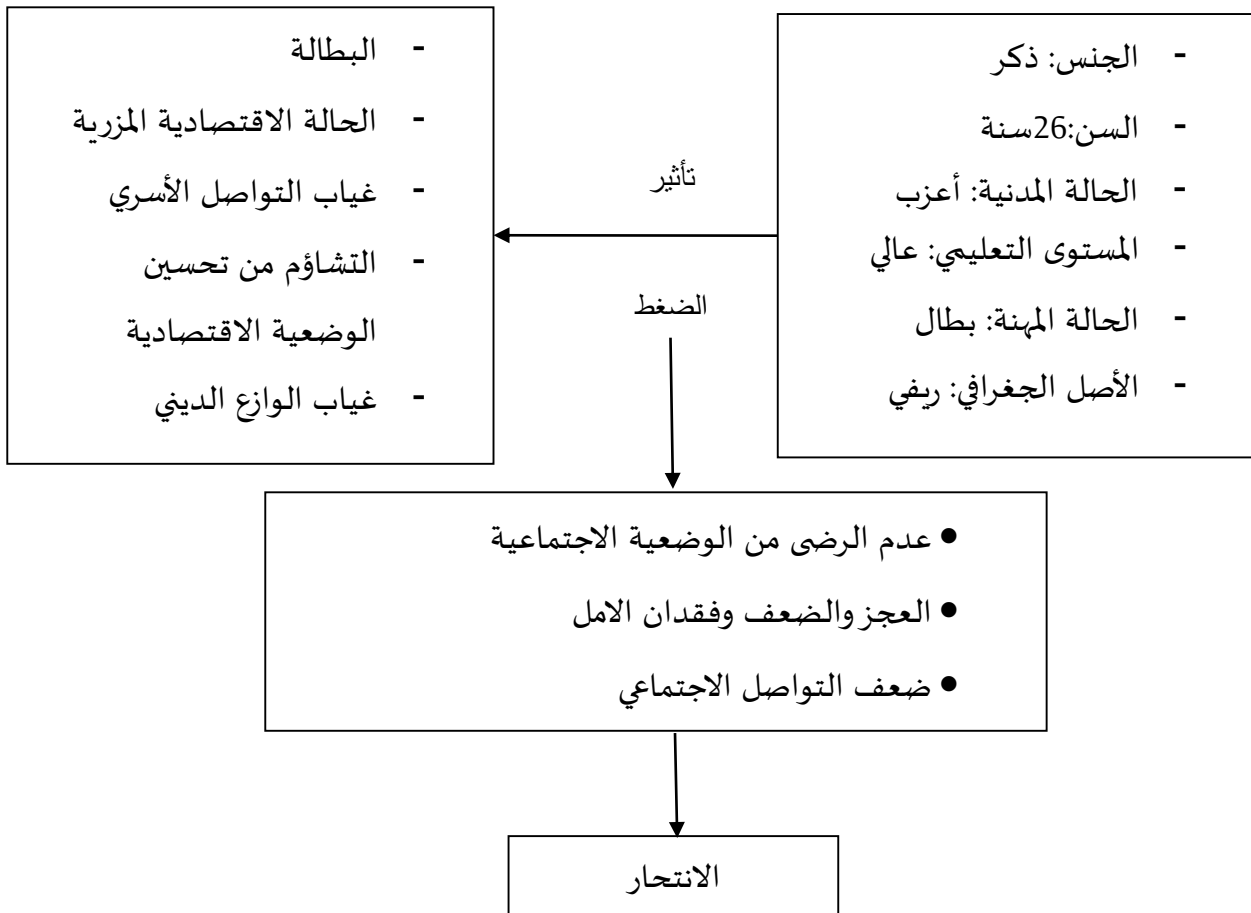 - الجنس: ذكر
- السن:26سنة
- الحالة المدنية: أعزب
- المستوى التعليمي: عالي
- الحالة المهنة: بطال
- الأصل الجغرافي: ريفي
تأثير
الضغط
- البطالة
- الحالة الاقتصادية المزرية
- غياب التواصل الأسري
- التشاؤم من تحسين
الوضعية الاقتصادية
- غياب الوازع الديني
• عدم الرضى من الوضعية الاجتماعية
• العجز والضعف وفقدان الامل
• ضعف التواصل الاجتماعي
الانتحار